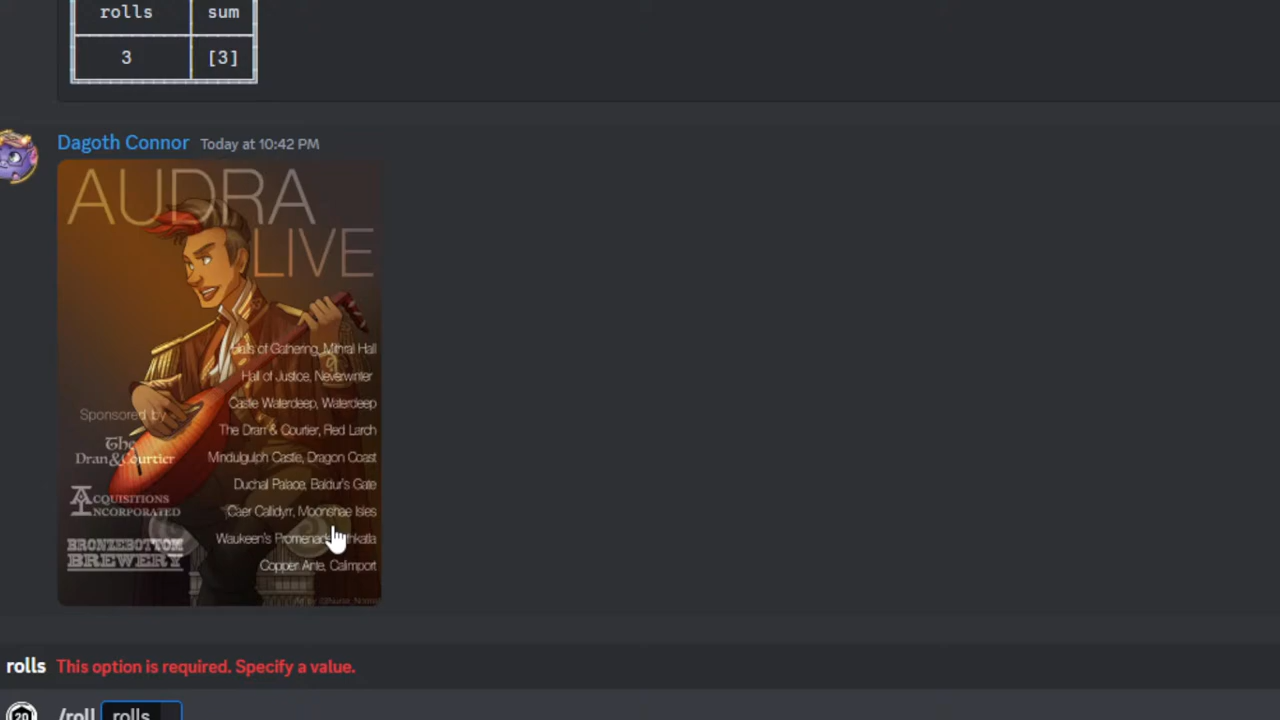 rolls sum
3 [3]
Dagoth Connor Today at 10:42 PM
AUDRA
LIVE
Halls of Gathering, Mithral Hall
Hall of Justice, Neverwinter
Castle Waterdeep, Waterdeep
The Dran & Courtier, Red Larch
Mindulgulph Castle, Dragon Coast
Duchal Palace, Baldur's Gate
Caer Callidyrr, Moonshae Isles
Waukeen's
Copper Ante, Calimport
Sponsored by
The
Dran&Courtier
ACQUISITIONS
INCORPORATED
BRONZEBOTTOM
BREWERY
rolls This option is required. Specify a value.
20 /roll rolls